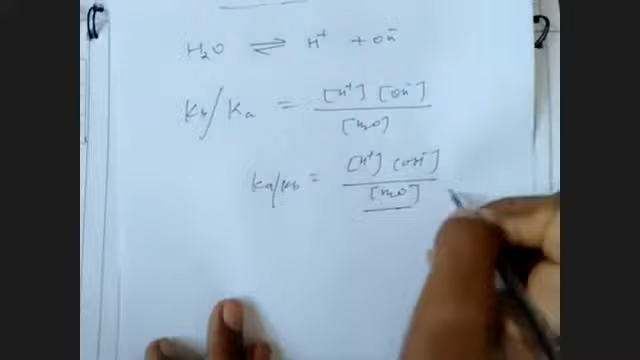 H₂O ⇌ H⁺ + OH⁻
Kb/Ka = [H⁺] [OH⁻] / [H₂O]
Ka/Kb = [H⁺] [OH⁻] / [H₂O]